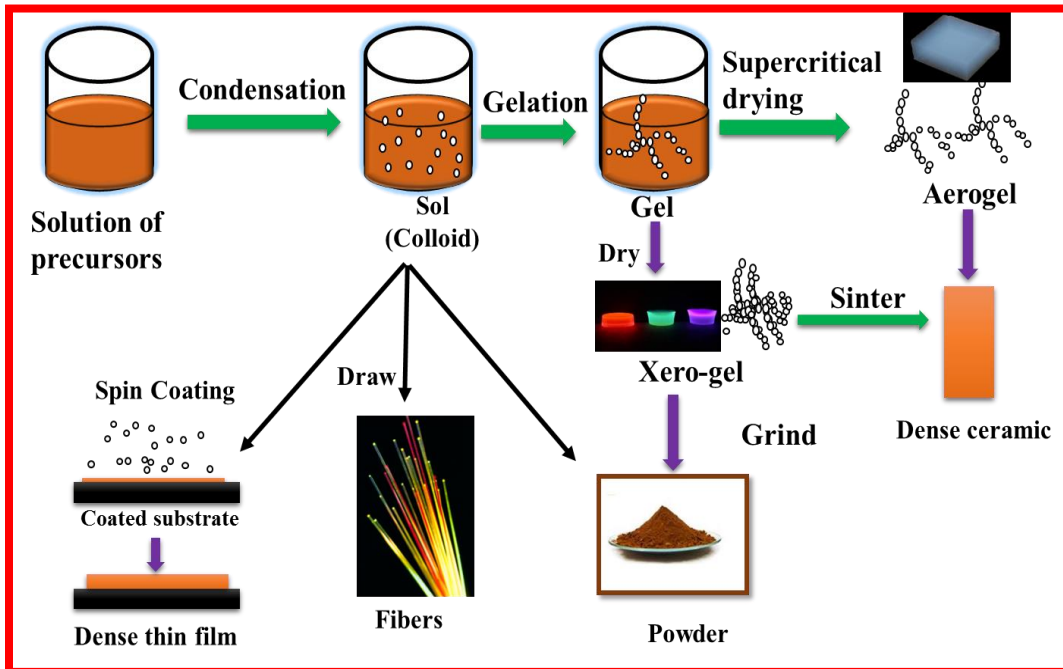 Condensation
Gelation
Supercritical
drying
Solution of
precursors
Sol
(Colloid)
Gel
Aerogel
Dry
Sinter
Xero-gel
Draw
Spin Coating
Grind
Dense ceramic
Coated substrate
Fibers
Powder
Dense thin film